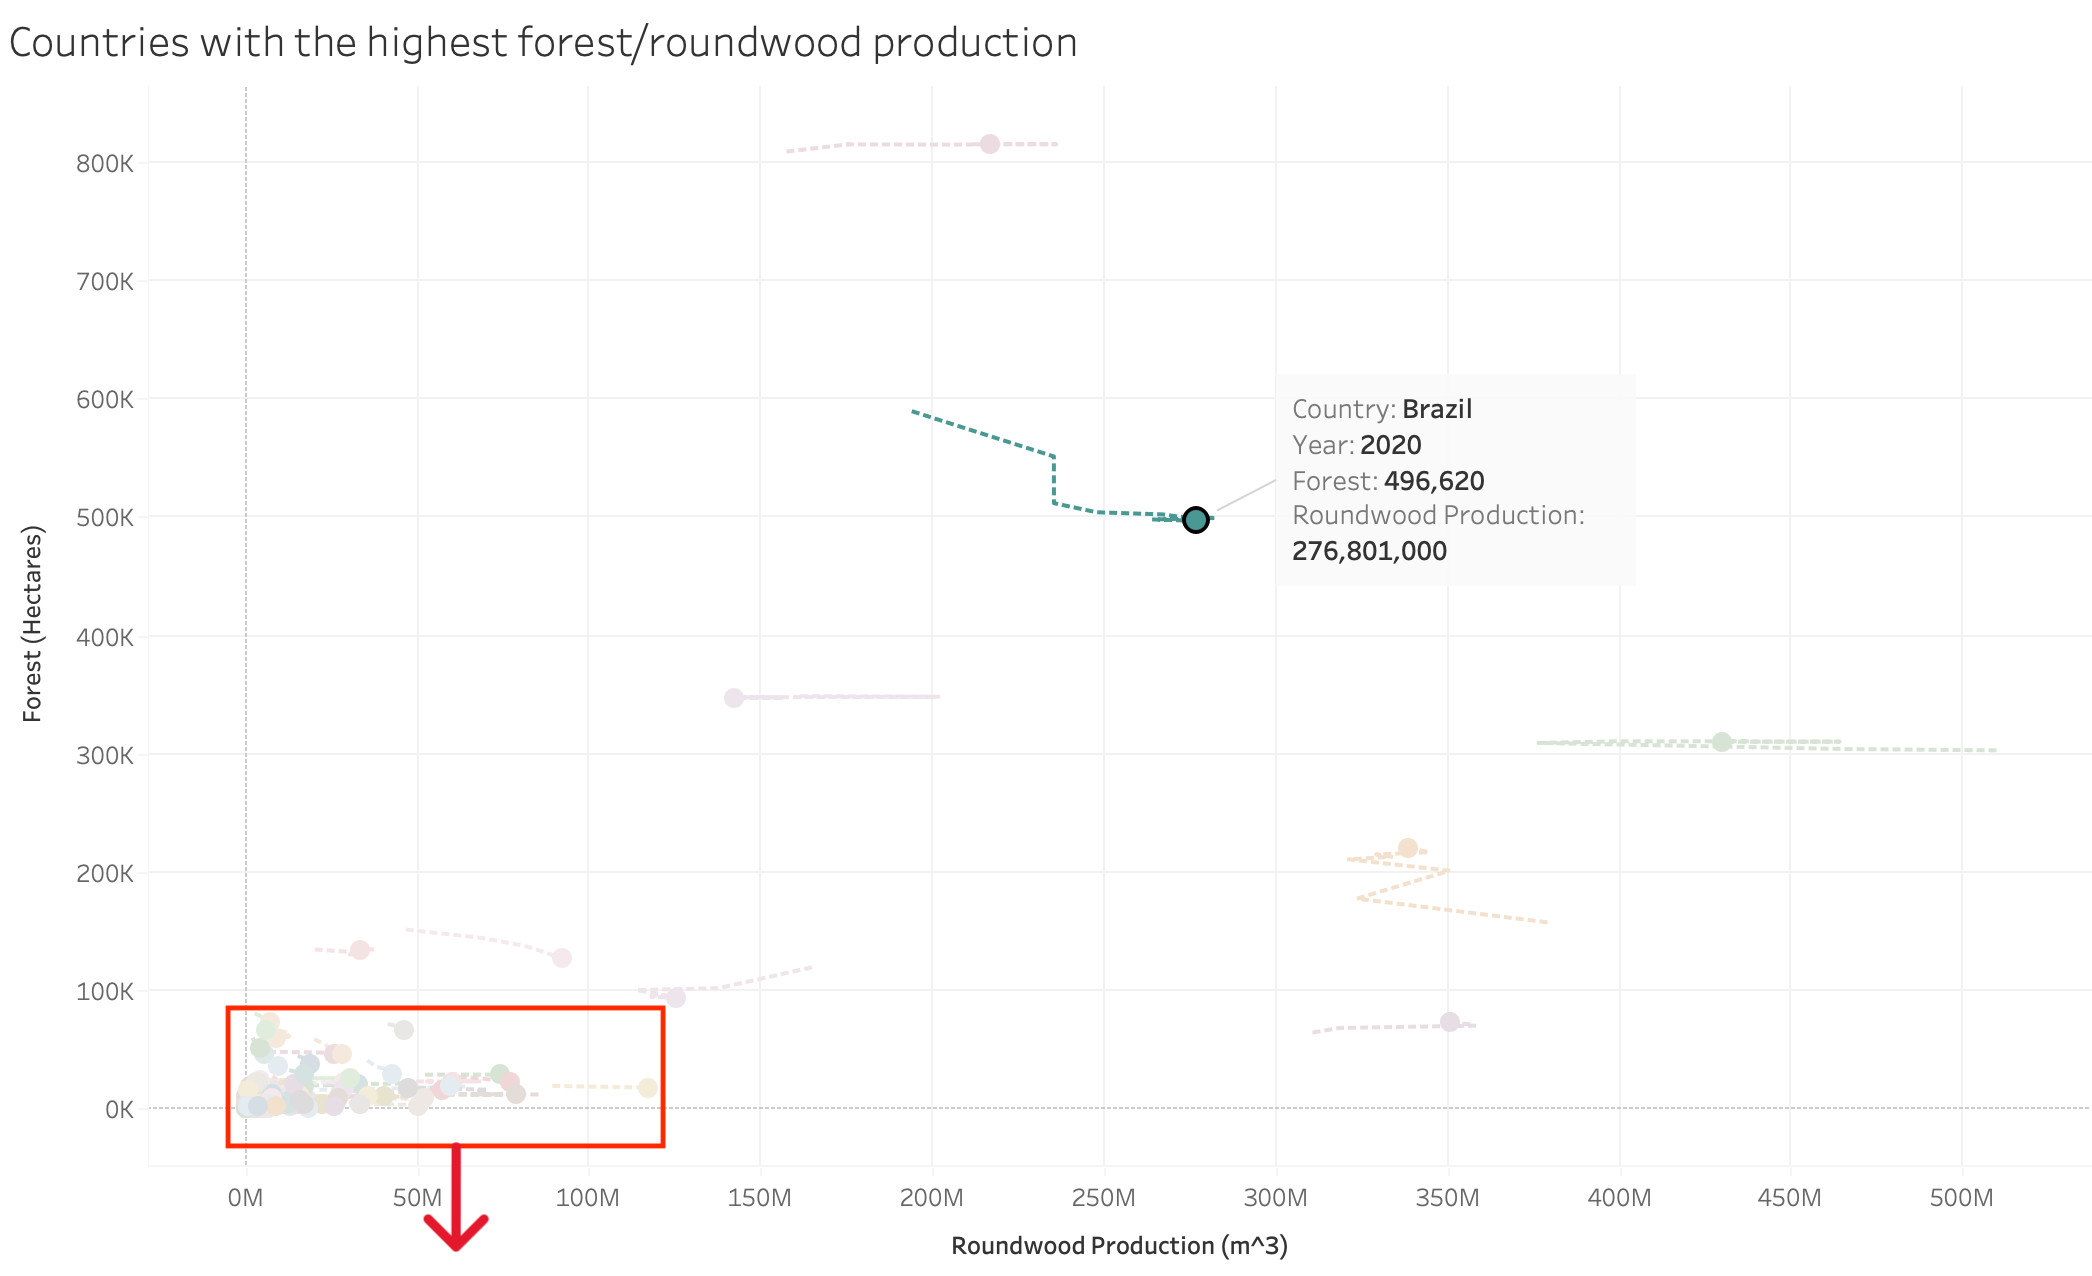 Countries with the highest forest/roundwood production
800K
700K
600K
500K
400K
300K
200K
100K
0K
Forest (Hectares)
Country: Brazil
Year: 2020
Forest: 496,620
Roundwood Production:
276,801,000
0M 50M 100M 150M 200M 250M 300M 350M 400M 450M 500M
Roundwood Production (m^3)